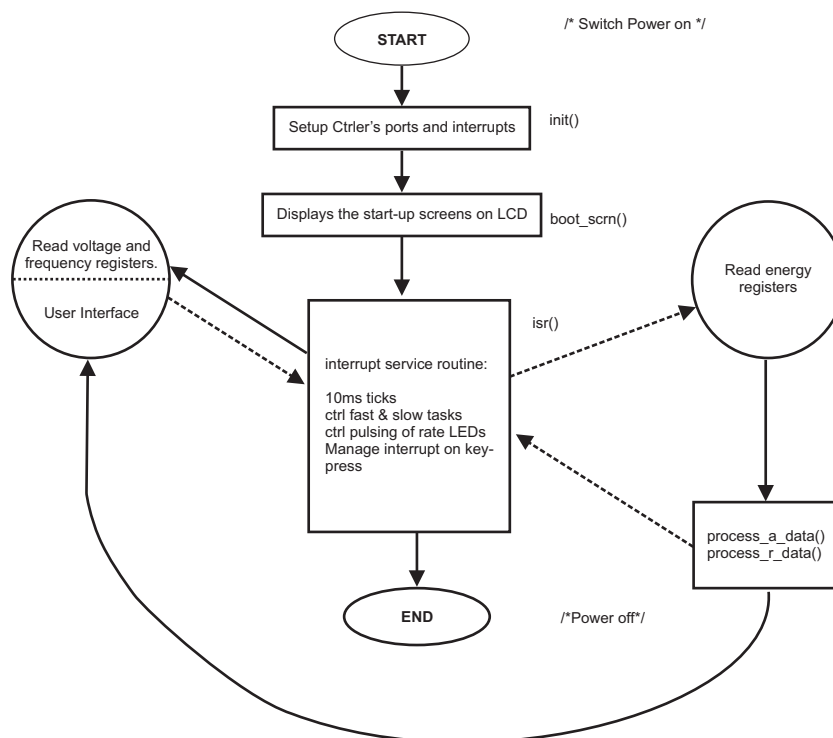 /* Switch Power on */
START
Setup Ctrler's ports and interrupts
init()
Displays the start-up screens on LCD
boot_scrn()
Read voltage and
frequency registers.
User Interface
Read energy
registers
isr()
interrupt service routine:
10ms ticks
ctrl fast & slow tasks
ctrl pulsing of rate LEDs
Manage interrupt on key-
press
process_a_data()
process_r_data()
END
/*Power off*/